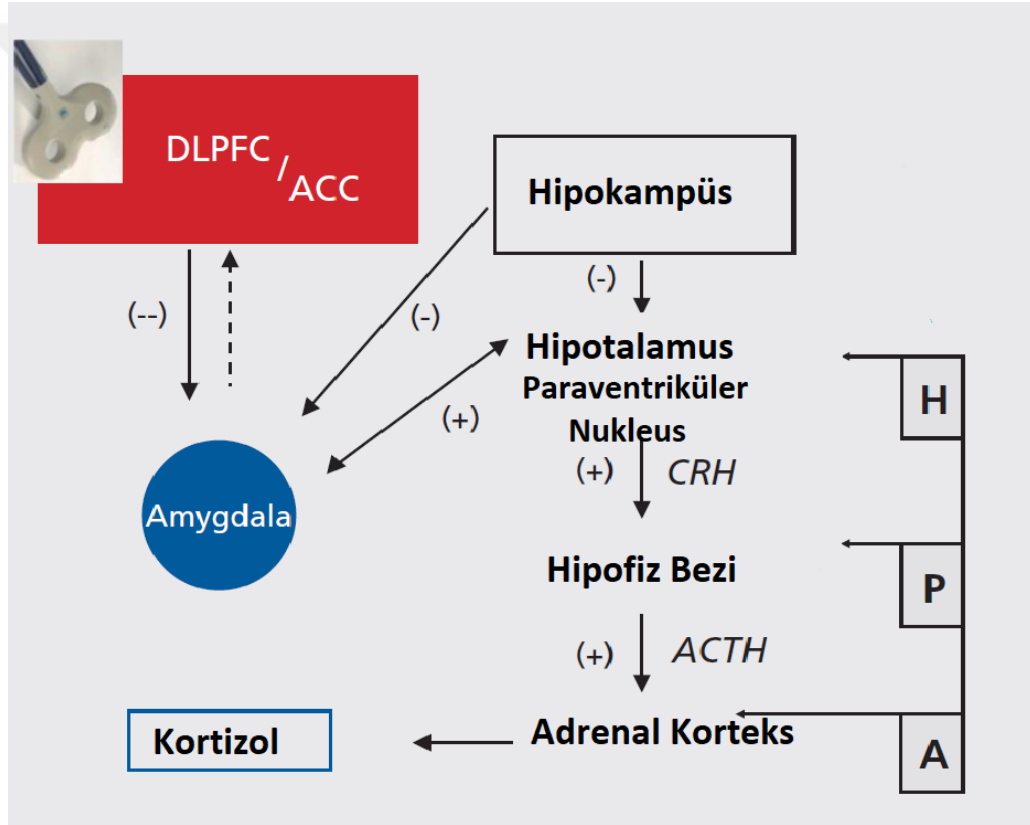 DLPFC
/
ACC
Hipokampüs
(--)
(-)
(-)
(+)
Hipotalamus
Paraventriküler
Nukleus
(+) CRH
Amygdala
Hipofiz Bezi
(+) ACTH
Adrenal Korteks
Kortizol
H
P
A